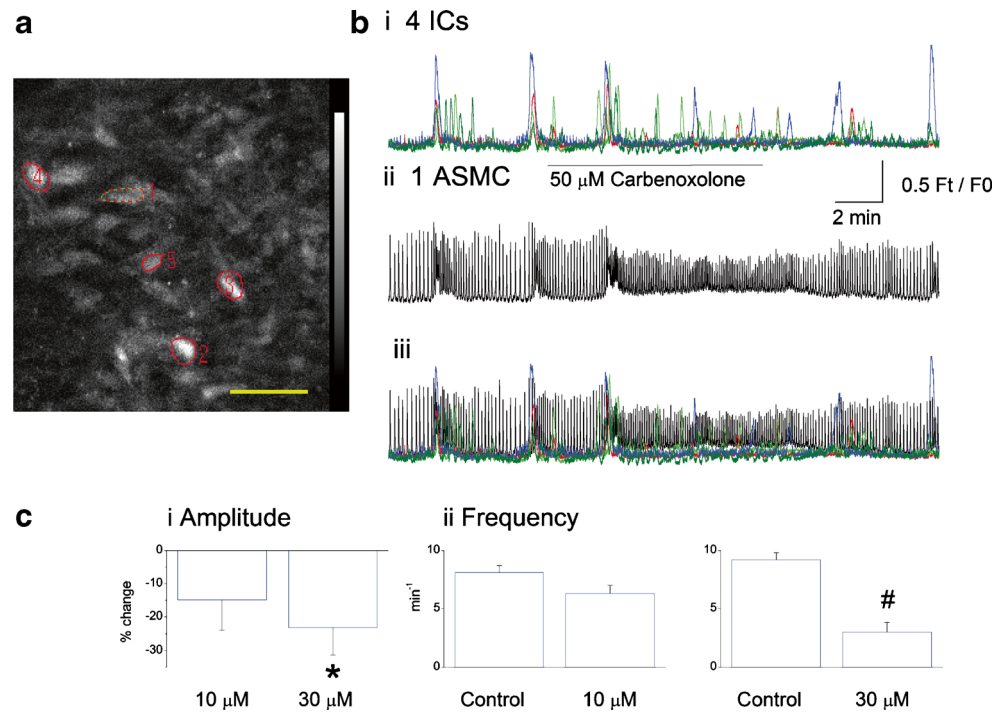 a
4
1
5
3
2
b
i 4 ICs
ii 1 ASMC
50 μM Carbenoxolone
0.5 Ft / F0
2 min
iii
c
i Amplitude
ii Frequency
0
-10
-20
-30
% change
*
10 μM
30 μM
10
5
0
min⁻¹
Control
10 μM
10
5
0
#
Control
30 μM